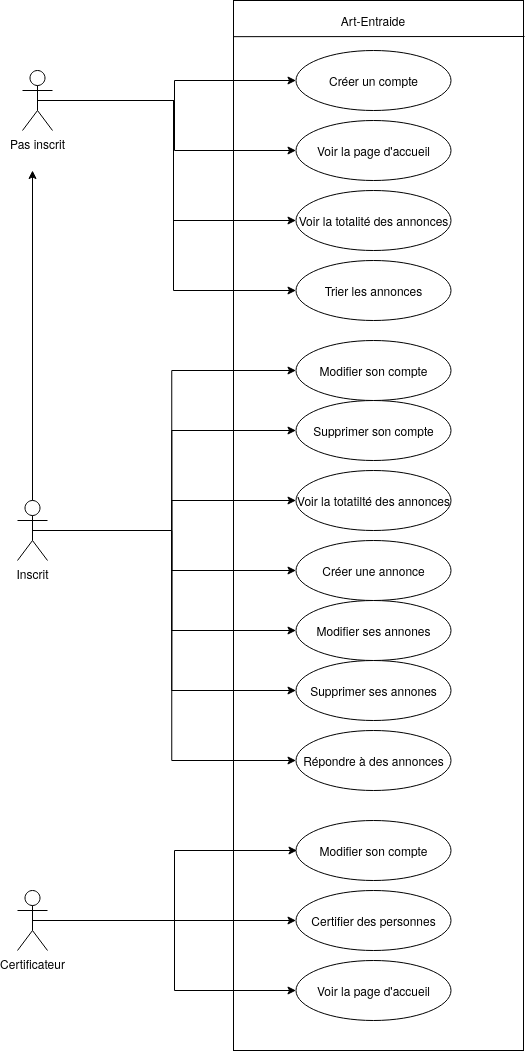 Art-Entraide
Créer un compte
Pas inscrit
Voir la page d'accueil
Voir la totalité des annonces
Trier les annonces
Modifier son compte
Supprimer son compte
Voir la totatilté des annonces
Inscrit
Créer une annonce
Modifier ses annones
Supprimer ses annones
Répondre à des annonces
Modifier son compte
Certifier des personnes
Certificateur
Voir la page d'accueil